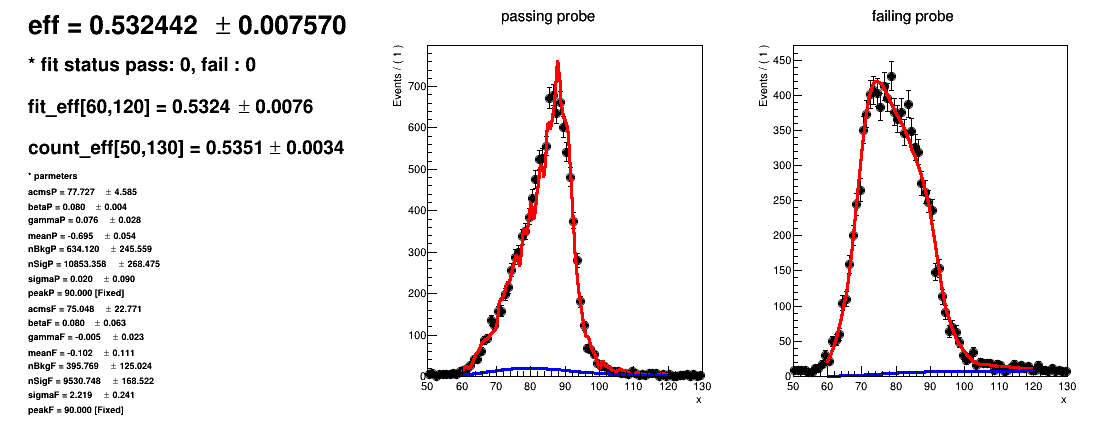 eff = 0.532442 ± 0.007570
* fit status pass: 0, fail : 0
fit_eff[60,120] = 0.5324 ± 0.0076
count_eff[50,130] = 0.5351 ± 0.0034
* parmeters
acmsP = 77.727 ± 4.585
betaP = 0.080 ± 0.004
gammaP = 0.076 ± 0.028
meanP = -0.695 ± 0.054
nBkgP = 634.120 ± 245.559
nSigP = 10853.358 ± 268.475
sigmaP = 0.020 ± 0.090
peakP = 90.000 [Fixed]
acmsF = 75.048 ± 22.771
betaF = 0.080 ± 0.063
gammaF = -0.005 ± 0.023
meanF = -0.102 ± 0.111
nBkgF = 395.769 ± 125.024
nSigF = 9530.748 ± 168.522
sigmaF = 2.219 ± 0.241
peakF = 90.000 [Fixed]
passing probe
Events / ( 1 )
700
600
500
400
300
200
100
0
50 60 70 80 90 100 110 120 130
x
failing probe
Events / ( 1 )
450
400
350
300
250
200
150
100
50
0
50 60 70 80 90 100 110 120 130
x